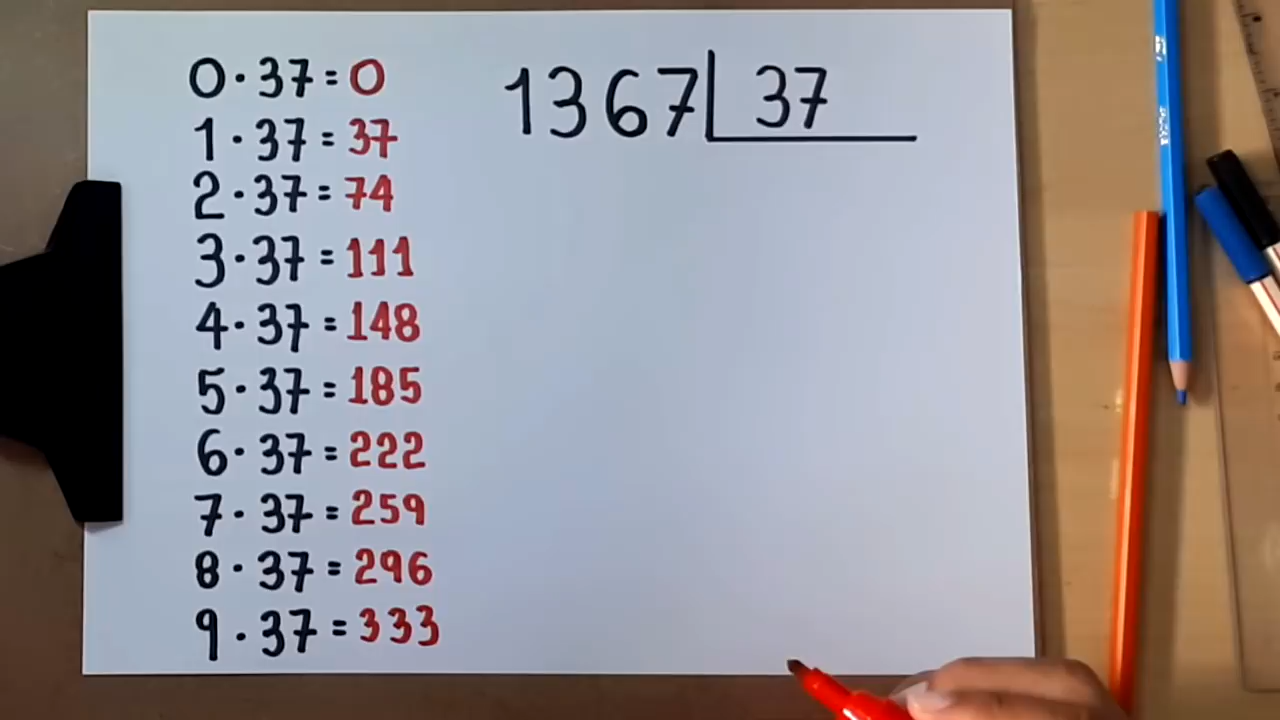 0 · 37 = 0
1 · 37 = 37
2 · 37 = 74
3 · 37 = 111
4 · 37 = 148
5 · 37 = 185
6 · 37 = 222
7 · 37 = 259
8 · 37 = 296
9 · 37 = 333
1367 37